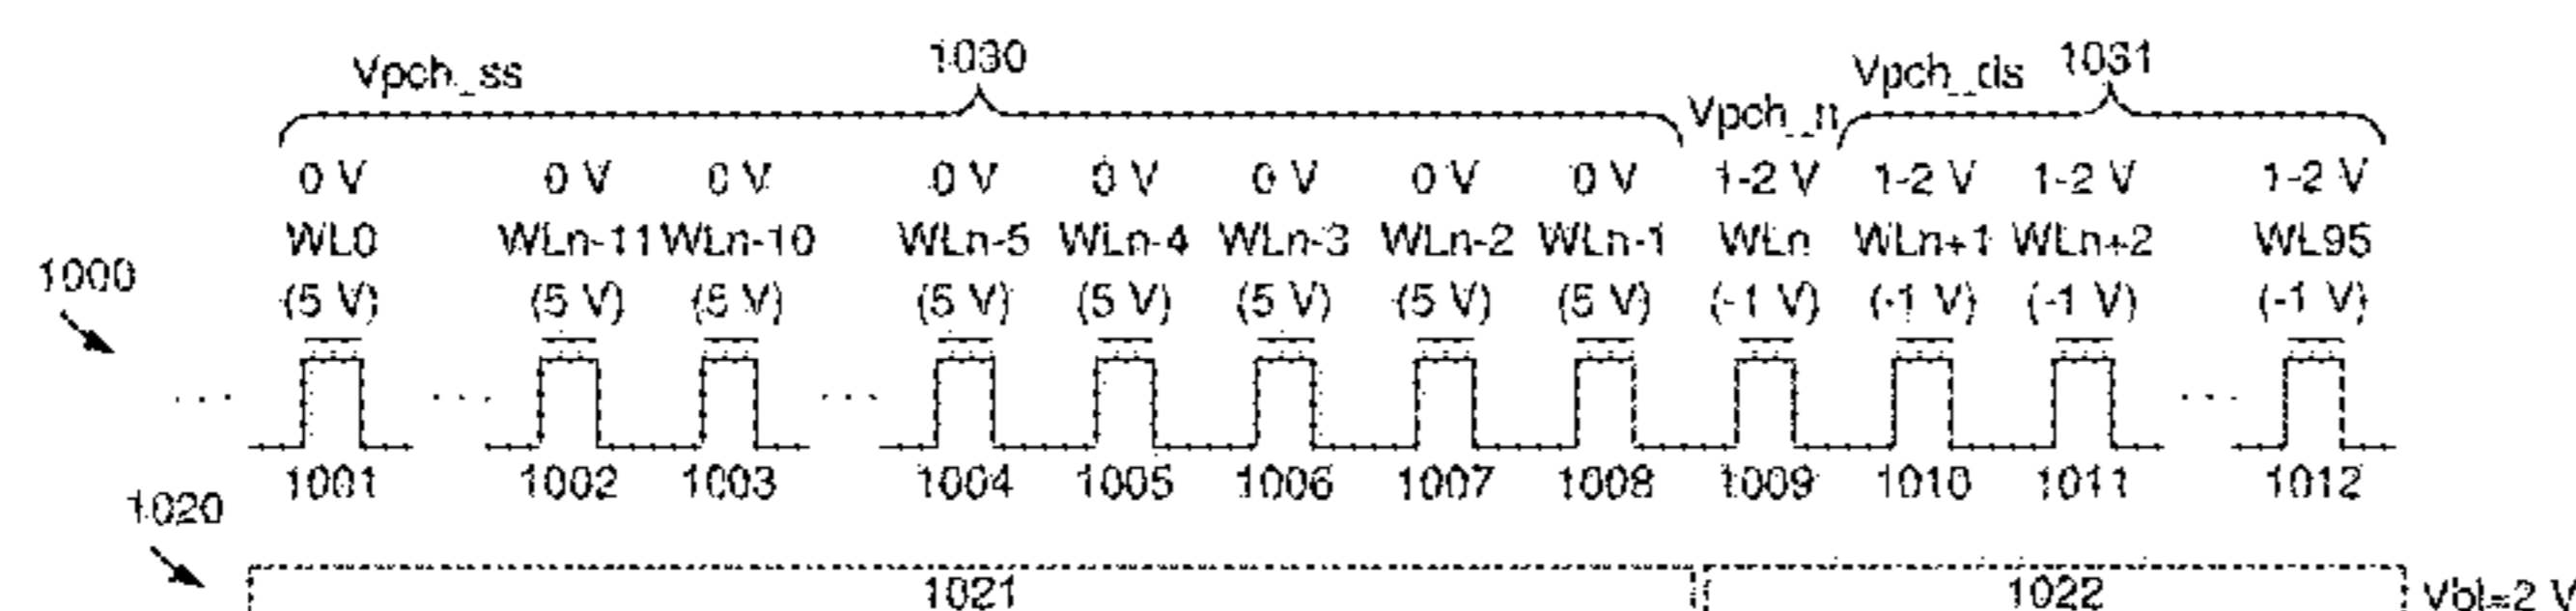 Vpch_ss 1030 Vpch_ds 1031
Vpch_n
0 V 0 V 0 V 0 V 0 V 0 V 0 V 0 V 1-2 V 1-2 V 1-2 V 1-2 V
WL0 WLn-11 WLn-10 WLn-5 WLn-4 WLn-3 WLn-2 WLn-1 WLn WLn+1 WLn+2 WL95
1000
(5 V) (5 V) (5 V) (5 V) (5 V) (5 V) (5 V) (5 V) (-1 V) (-1 V) (-1 V) (-1 V)
... ... ... ...
1001 1002 1003 1004 1005 1006 1007 1008 1009 1010 1011 1012
1020
1021 1022 Vbl=2 V